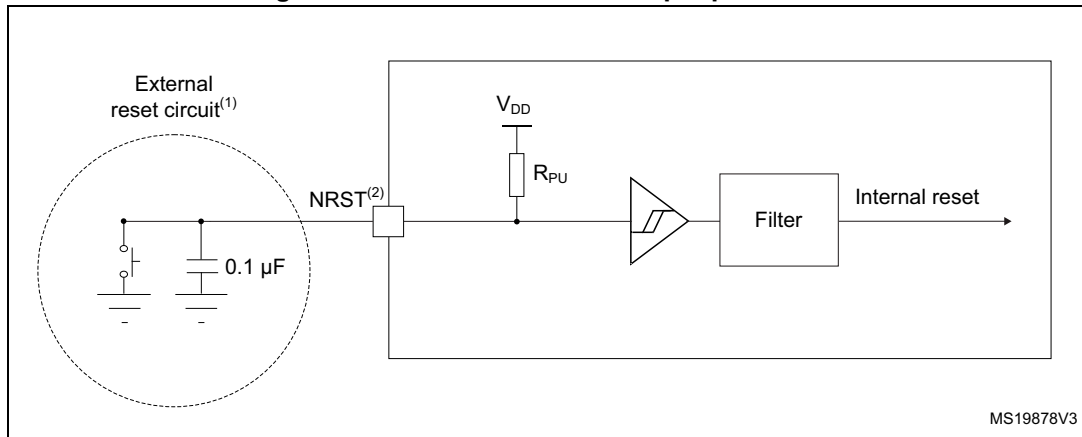 External
reset circuit(1)
VDD
RPU
NRST(2)
Filter
Internal reset
0.1 µF
MS19878V3